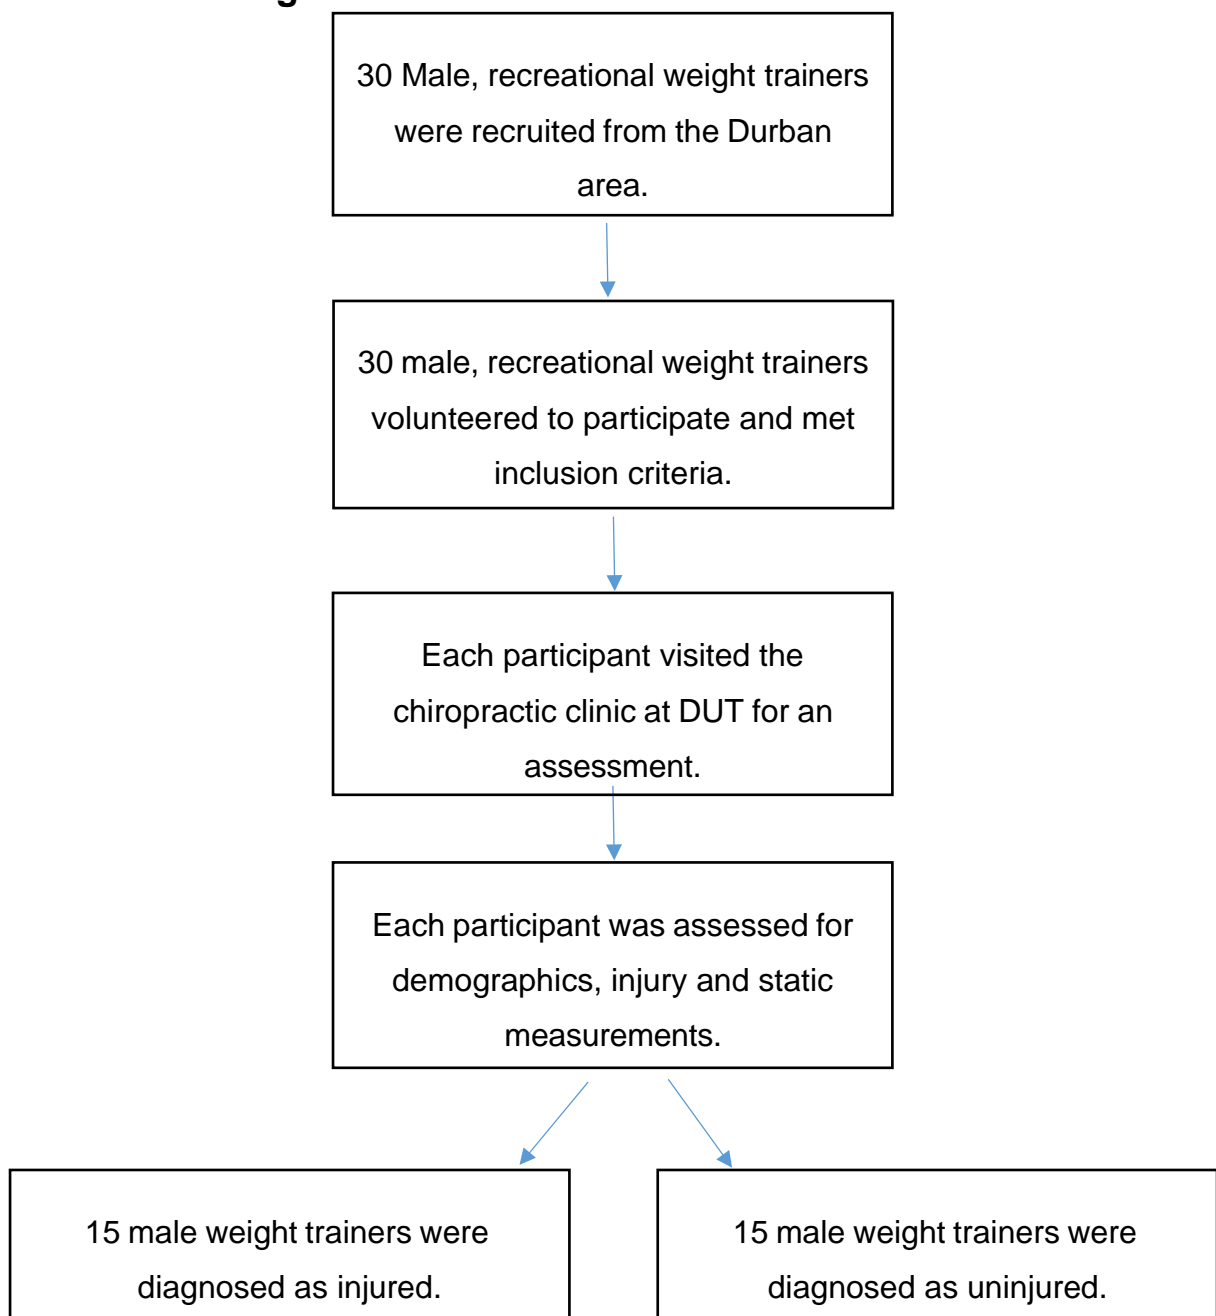 30 Male, recreational weight trainers
were recruited from the Durban
area.
30 male, recreational weight trainers
volunteered to participate and met
inclusion criteria.
Each participant visited the
chiropractic clinic at DUT for an
assessment.
Each participant was assessed for
demographics, injury and static
measurements.
15 male weight trainers were
diagnosed as injured.
15 male weight trainers were
diagnosed as uninjured.